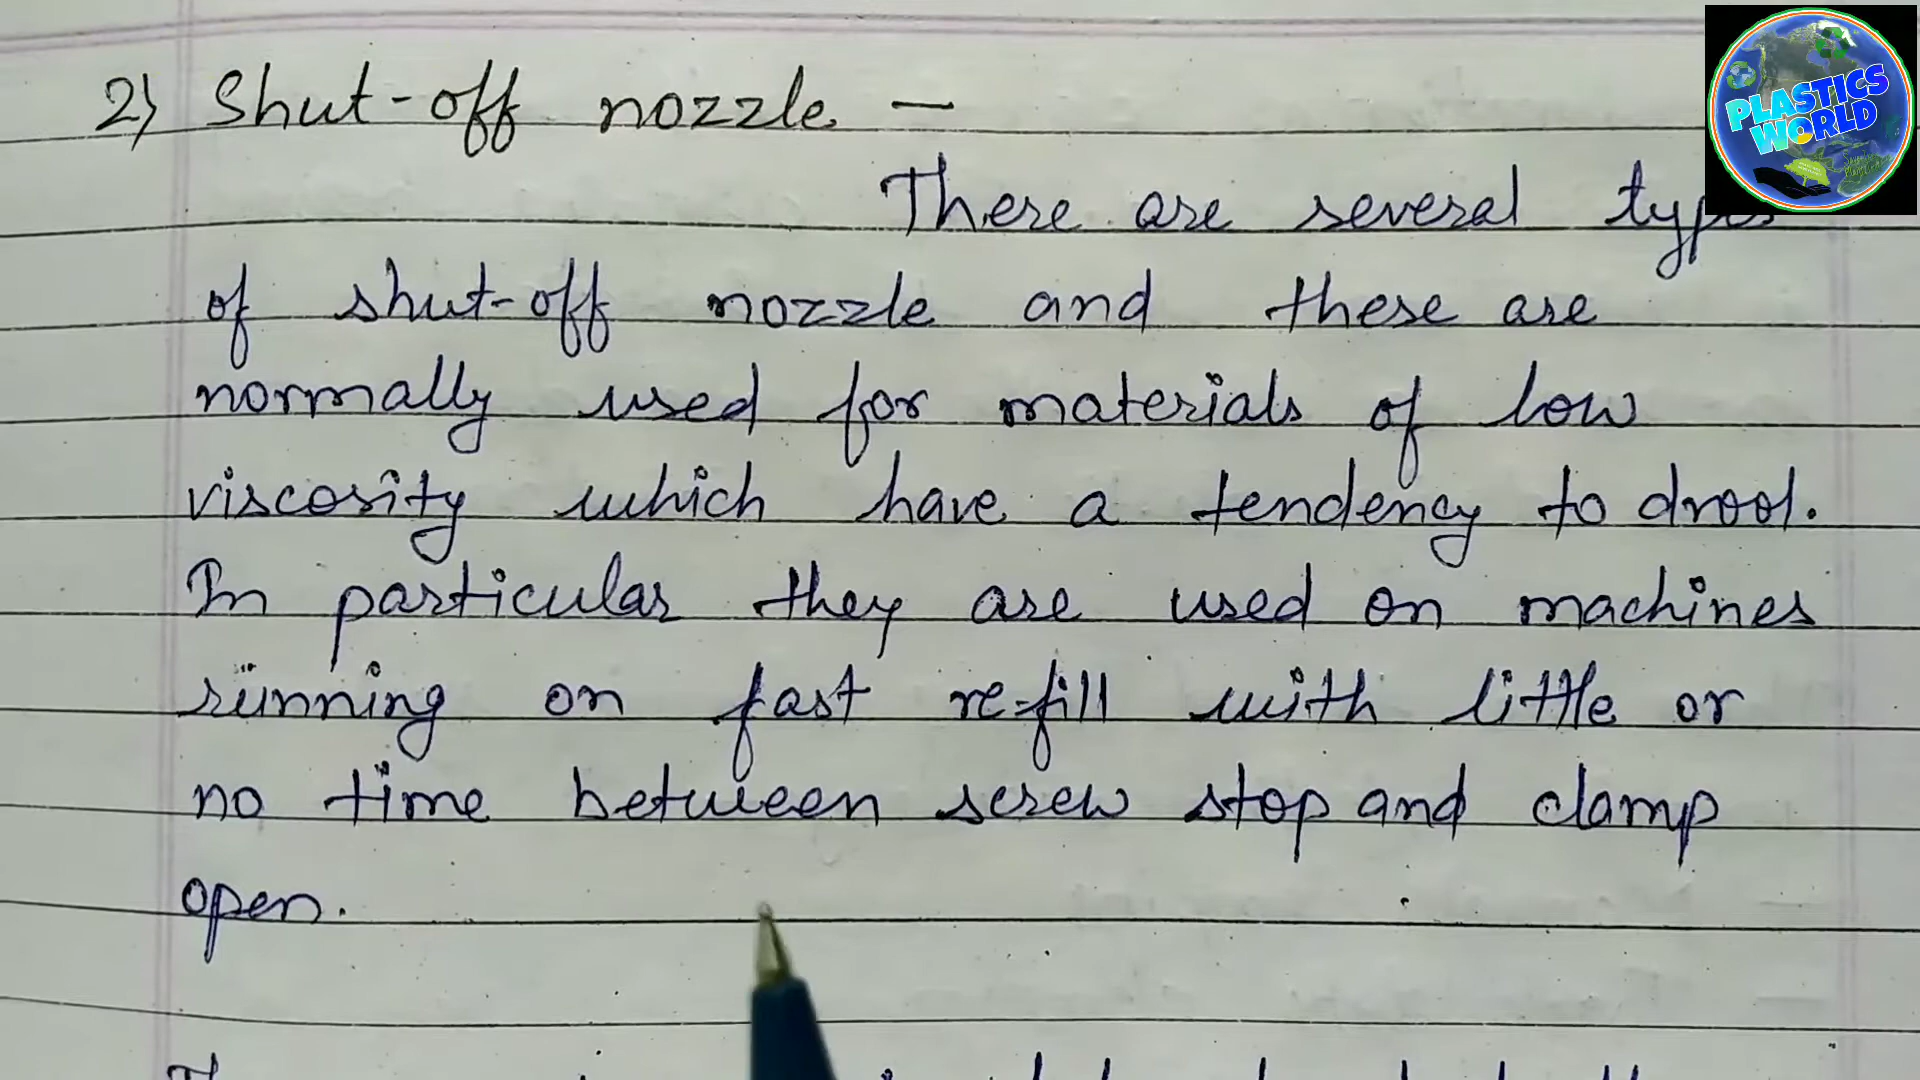 2) Shut-off nozzle —
There are several types
of shut-off nozzle and these are
normally used for materials of low
viscosity which have a tendency to drool.
In particular they are used on machines
running on fast re-fill with little or
no time between screw stop and clamp
open.
PLASTICS
WORLD